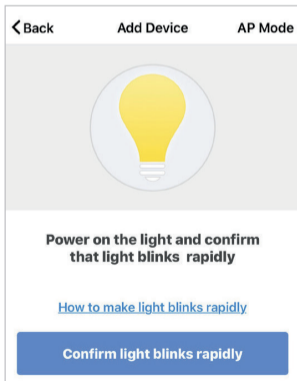 Back Add Device AP Mode
Power on the light and confirm
that light blinks rapidly
How to make light blinks rapidly
Confirm light blinks rapidly